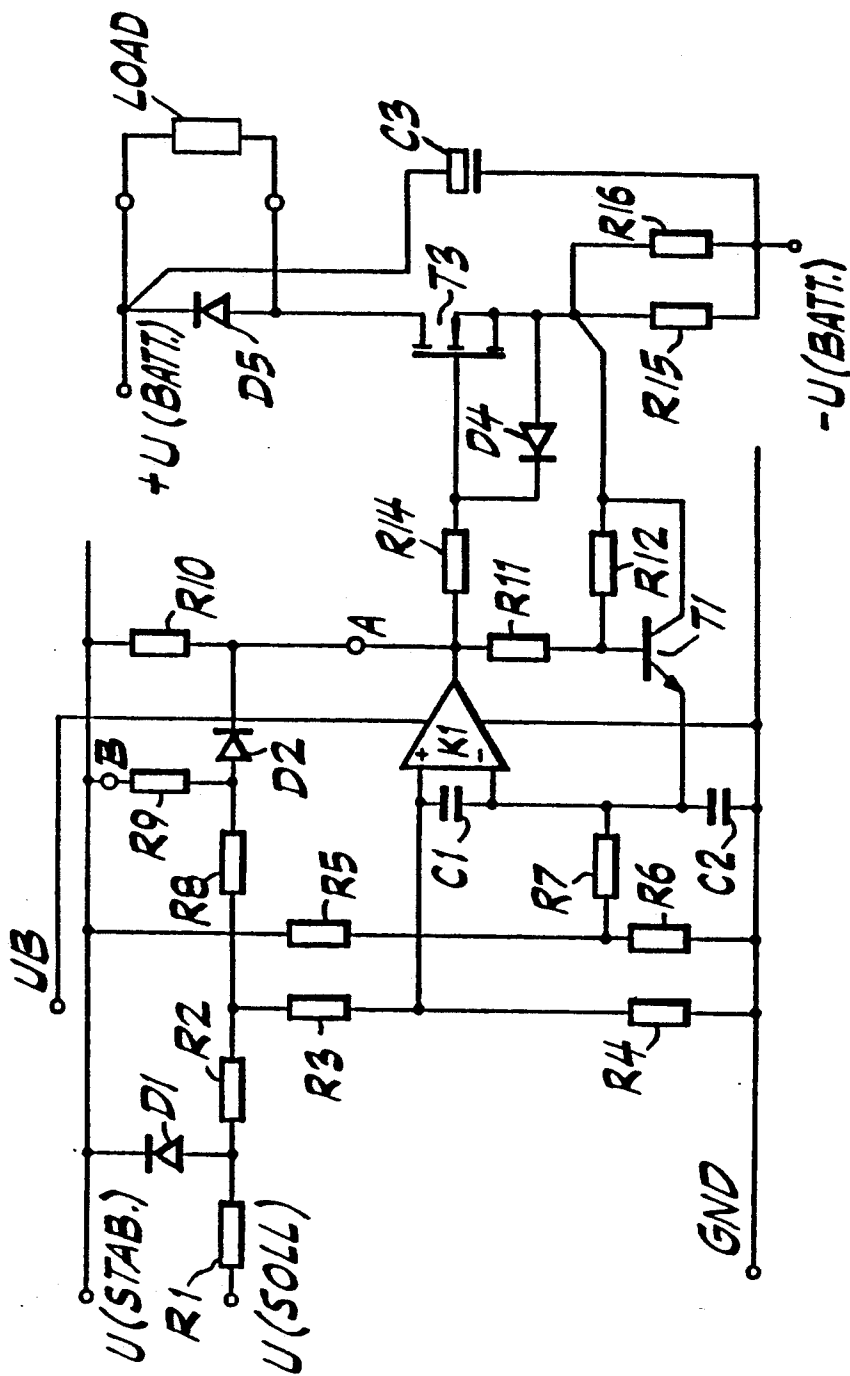 UB
U(STAB.)
R1
U(SOLL)
D1
R2
R3
R4
R5
R8
R9
B
D2
R10
A
C1
+
K1
-
R7
R6
C2
GND
R11
R14
R12
T1
D4
+U(BATT.)
D5
T3
LOAD
C3
R15
R16
-U(BATT.)